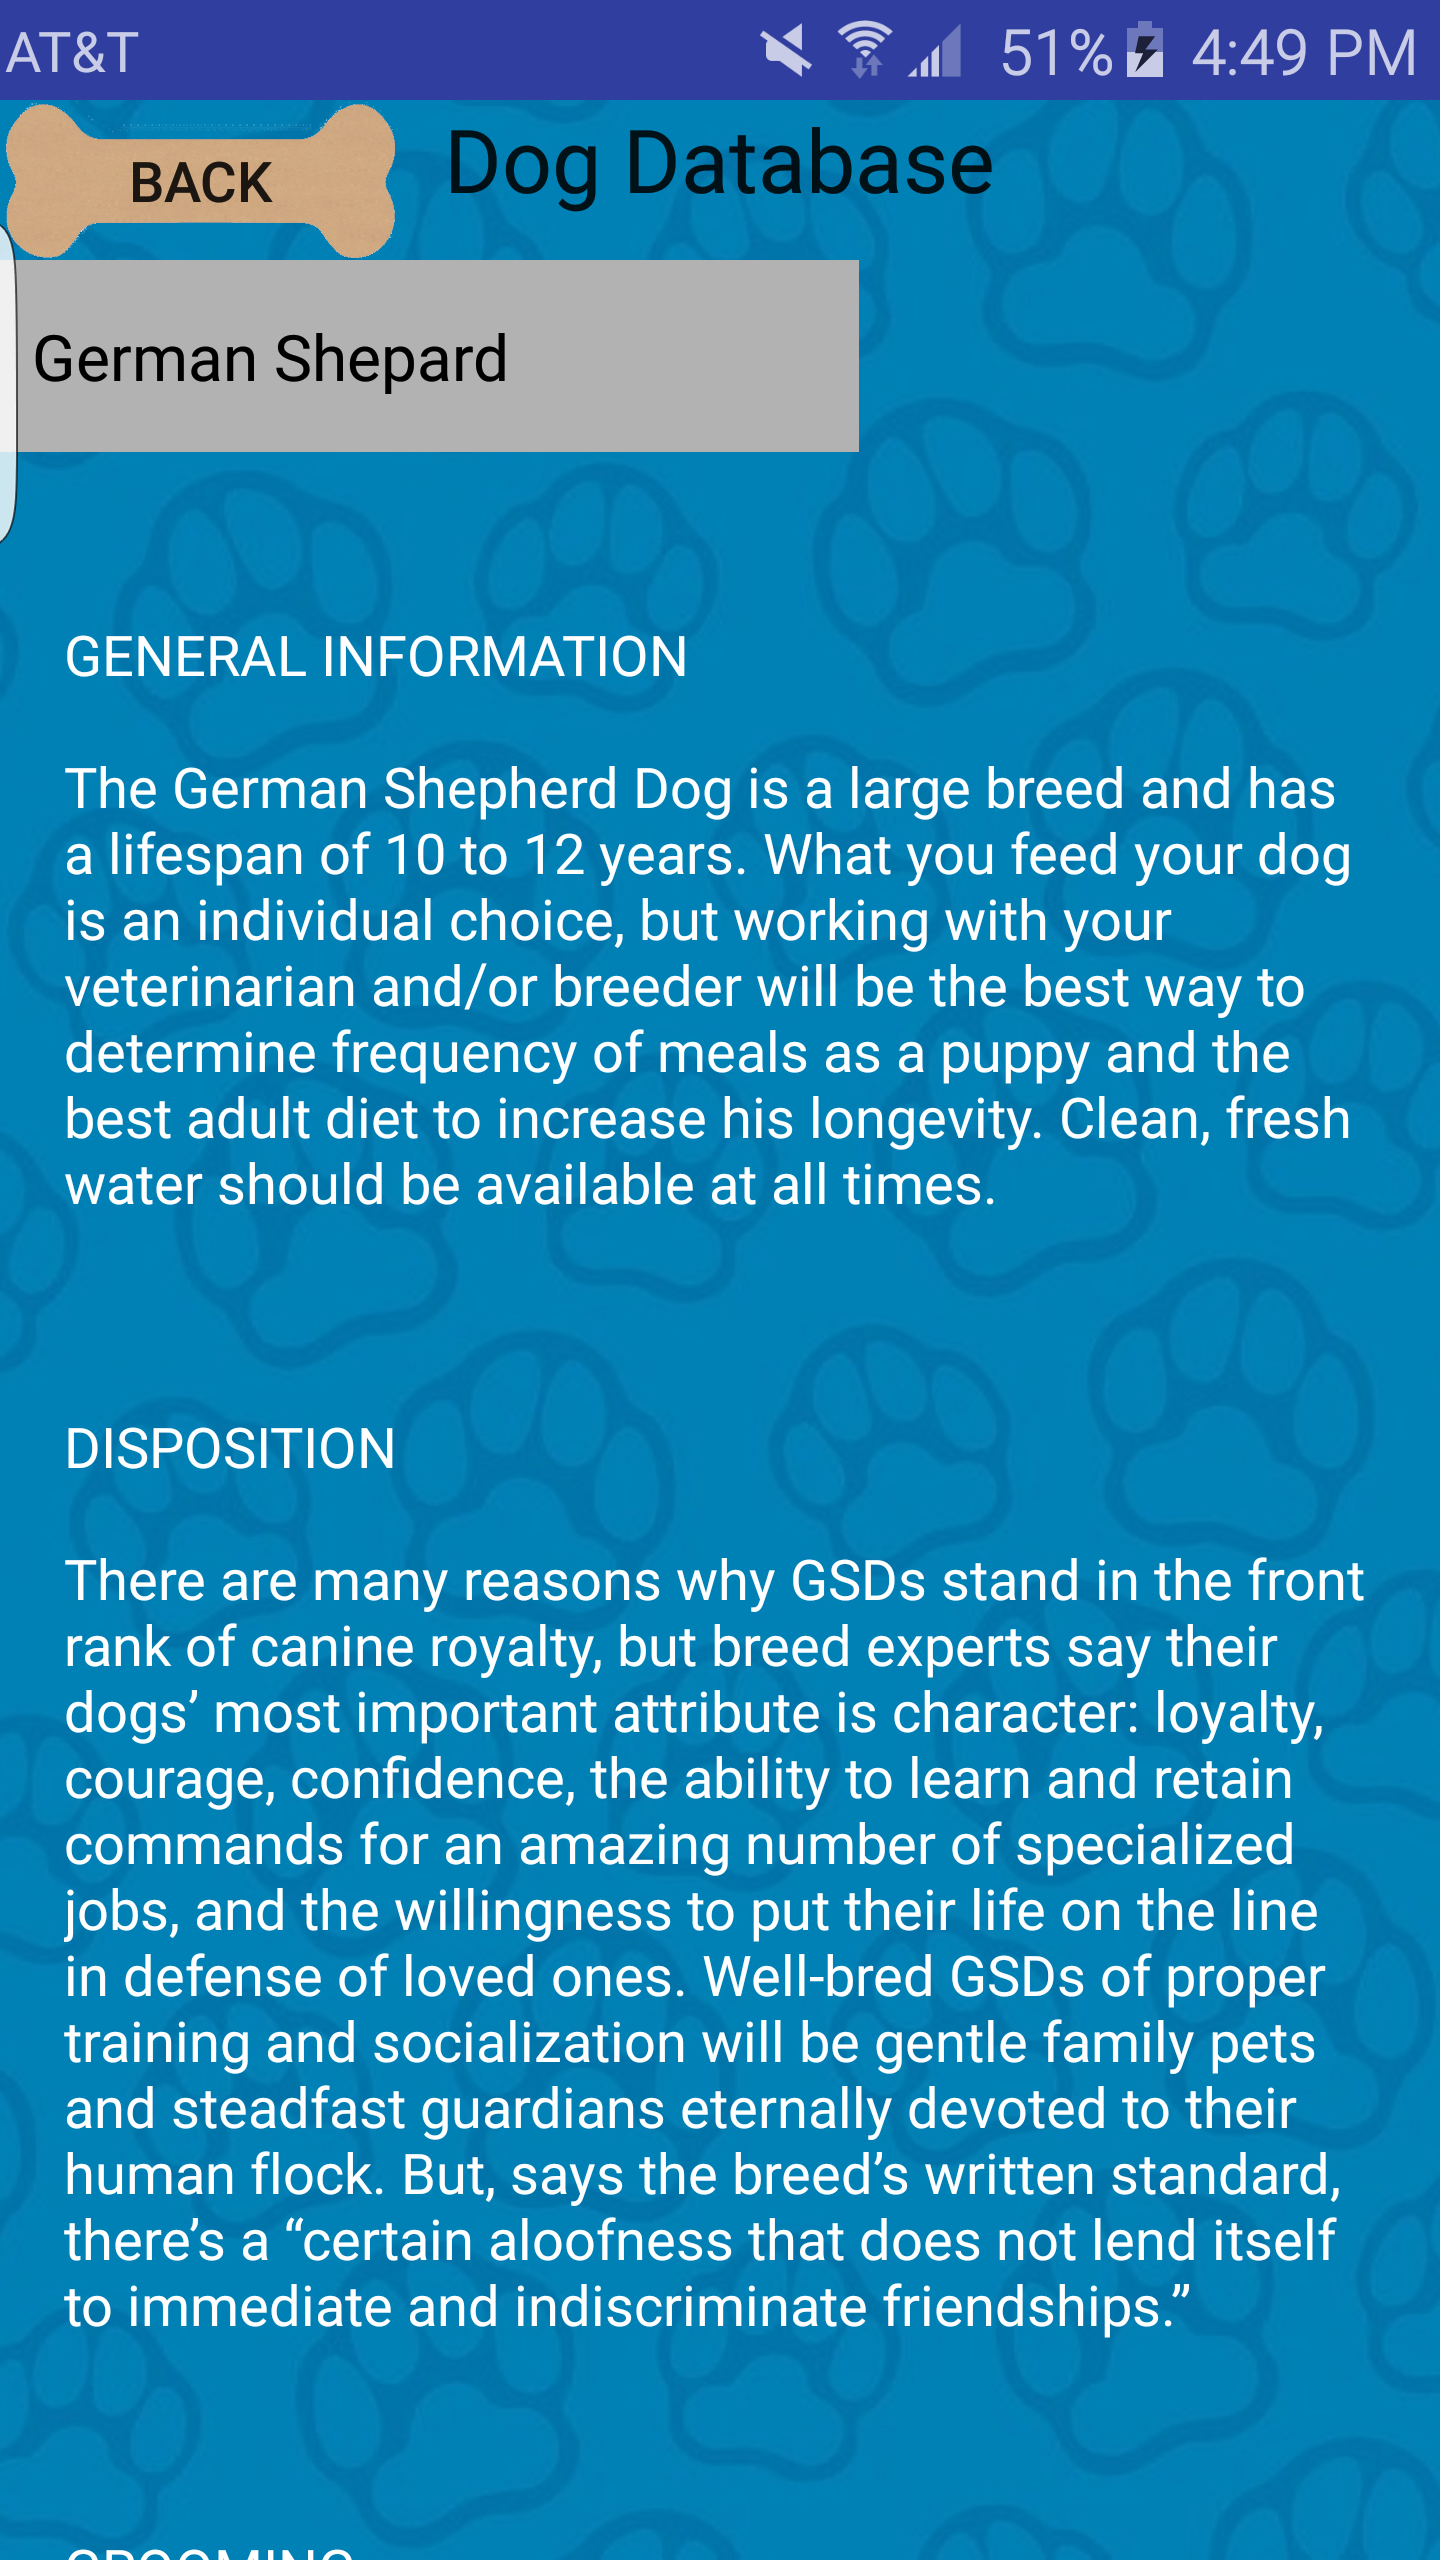 AT&T 51% 4:49 PM
BACK
Dog Database
German Shepard
GENERAL INFORMATION
The German Shepherd Dog is a large breed and has
a lifespan of 10 to 12 years. What you feed your dog
is an individual choice, but working with your
veterinarian and/or breeder will be the best way to
determine frequency of meals as a puppy and the
best adult diet to increase his longevity. Clean, fresh
water should be available at all times.
DISPOSITION
There are many reasons why GSDs stand in the front
rank of canine royalty, but breed experts say their
dogs’ most important attribute is character: loyalty,
courage, confidence, the ability to learn and retain
commands for an amazing number of specialized
jobs, and the willingness to put their life on the line
in defense of loved ones. Well-bred GSDs of proper
training and socialization will be gentle family pets
and steadfast guardians eternally devoted to their
human flock. But, says the breed’s written standard,
there’s a “certain aloofness that does not lend itself
to immediate and indiscriminate friendships.”
GROOMING